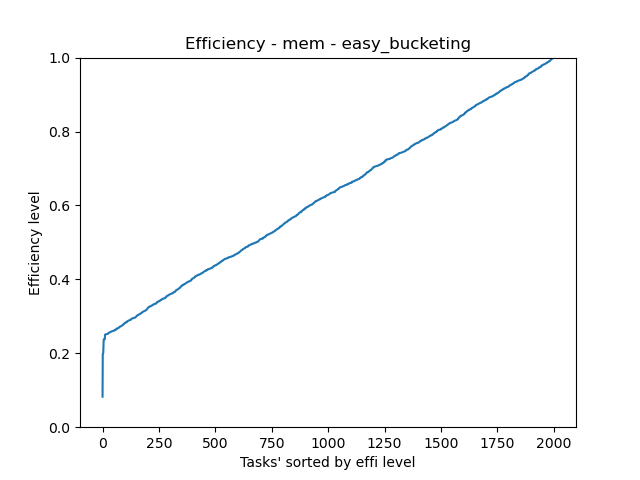 Efficiency - mem - easy_bucketing
1.0
0.8
0.6
0.4
0.2
0.0
Efficiency level
0 250 500 750 1000 1250 1500 1750 2000
Tasks' sorted by effi level